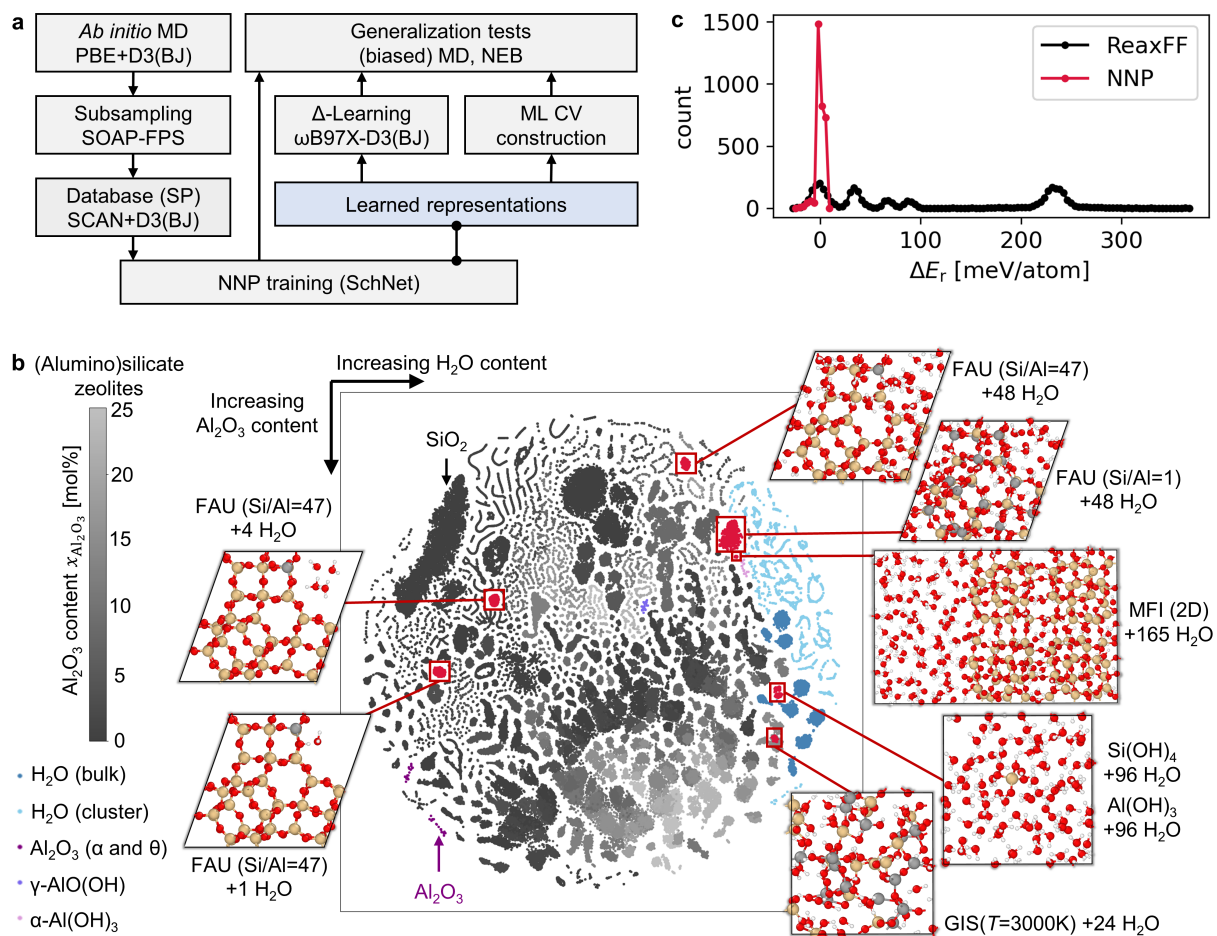 a
Ab initio MD
PBE+D3(BJ)
Subsampling
SOAP-FPS
Database (SP)
SCAN+D3(BJ)
Generalization tests
(biased) MD, NEB
Δ-Learning
ωB97X-D3(BJ)
ML CV
construction
Learned representations
NNP training (SchNet)
c
1500
1000
500
0
count
ReaxFF
NNP
0
100
200
300
ΔEr [meV/atom]
b
(Alumino)silicate
zeolites
25
20
15
10
5
0
Al2O3 content xAl2O3 [mol%]
H2O (bulk)
H2O (cluster)
Al2O3 (α and θ)
γ-AlO(OH)
α-Al(OH)3
Increasing H2O content
Increasing
Al2O3 content
SiO2
FAU (Si/Al=47)
+4 H2O
FAU (Si/Al=47)
+1 H2O
Al2O3
FAU (Si/Al=47)
+48 H2O
FAU (Si/Al=1)
+48 H2O
MFI (2D)
+165 H2O
Si(OH)4
+96 H2O
Al(OH)3
+96 H2O
GIS(T=3000K) +24 H2O